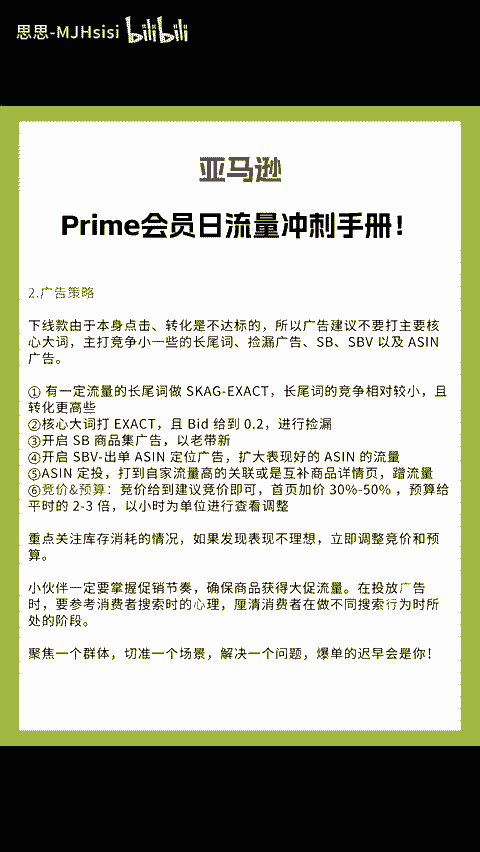 思思-MJHsisi bilibili
亚马逊
Prime会员日流量冲刺手册！
2.广告策略
下线款由于本身点击、转化是不达标的，所以广告建议不要打主要核
心大词，主打竞争小一些的长尾词、捡漏广告、SB、SBV 以及 ASIN
广告。
① 有一定流量的长尾词做 SKAG-EXACT，长尾词的竞争相对较小，且
转化更高些
②核心大词打 EXACT，且 Bid 给到 0.2，进行捡漏
③开启 SB 商品集广告，以老带新
④开启 SBV-出单 ASIN 定位广告，扩大表现好的 ASIN 的流量
⑤ASIN 定投，打到自家流量高的关联或是互补商品详情页，蹭流量
⑥竞价&预算：竞价给到建议竞价即可，首页加价 30%-50% ，预算给
平时的 2-3 倍，以小时为单位进行查看调整
重点关注库存消耗的情况，如果发现表现不理想，立即调整竞价和预
算。
小伙伴一定要掌握促销节奏，确保商品获得大促流量。在投放广告
时，要参考消费者搜索时的心理，厘清消费者在做不同搜索行为时所
处的阶段。
聚焦一个群体，切准一个场景，解决一个问题，爆单的迟早会是你！